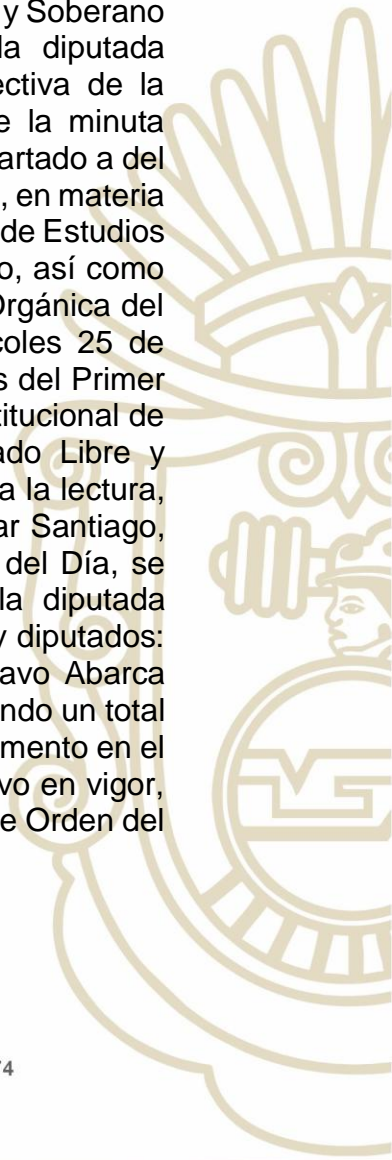 y Soberano
la diputada
ectiva de la
e la minuta
artado a del
, en materia
de Estudios
o, así como
Orgánica del
coles 25 de
s del Primer
titucional de
ado Libre y
a la lectura,
ar Santiago,
del Día, se
la diputada
y diputados:
avo Abarca
ndo un total
mento en el
vo en vigor,
e Orden del
74